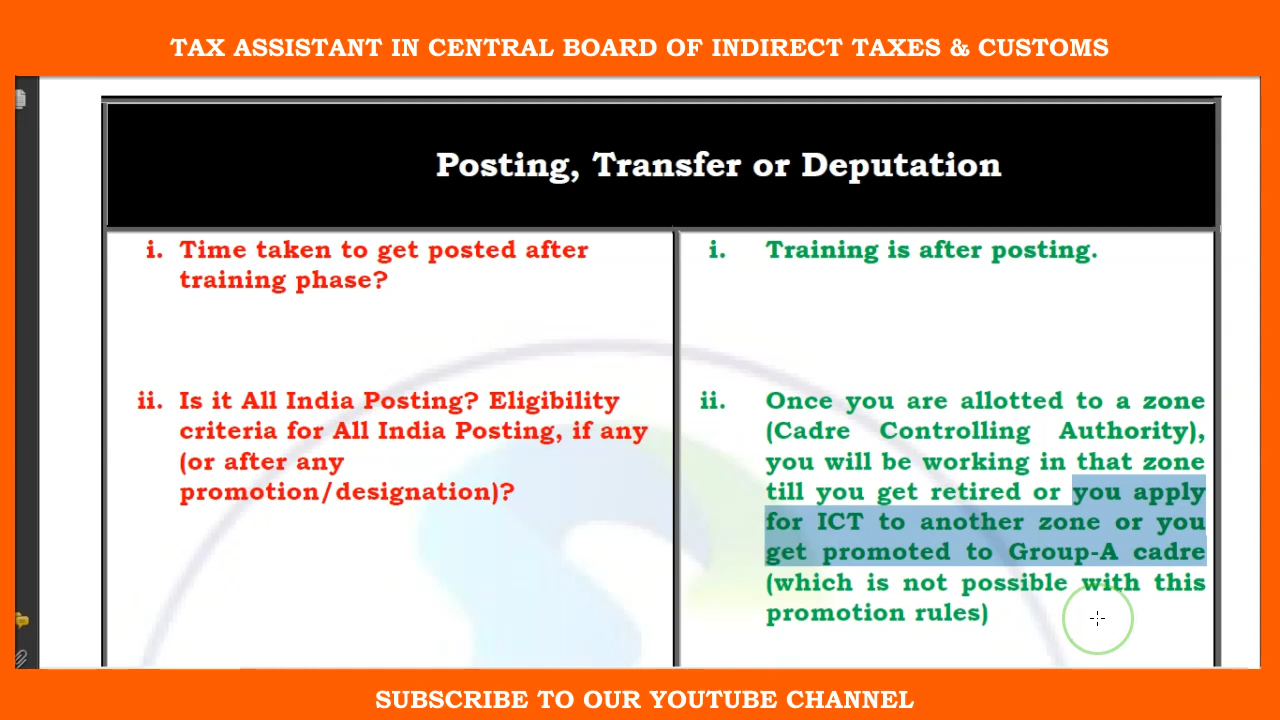 TAX ASSISTANT IN CENTRAL BOARD OF INDIRECT TAXES & CUSTOMS
Posting, Transfer or Deputation
i. Time taken to get posted after
training phase?
i. Training is after posting.
ii. Is it All India Posting? Eligibility
criteria for All India Posting, if any
(or after any
promotion/designation)?
ii. Once you are allotted to a zone
(Cadre Controlling Authority),
you will be working in that zone
till you get retired or you apply
for ICT to another zone or you
get promoted to Group-A cadre
(which is not possible with this
promotion rules)
SUBSCRIBE TO OUR YOUTUBE CHANNEL